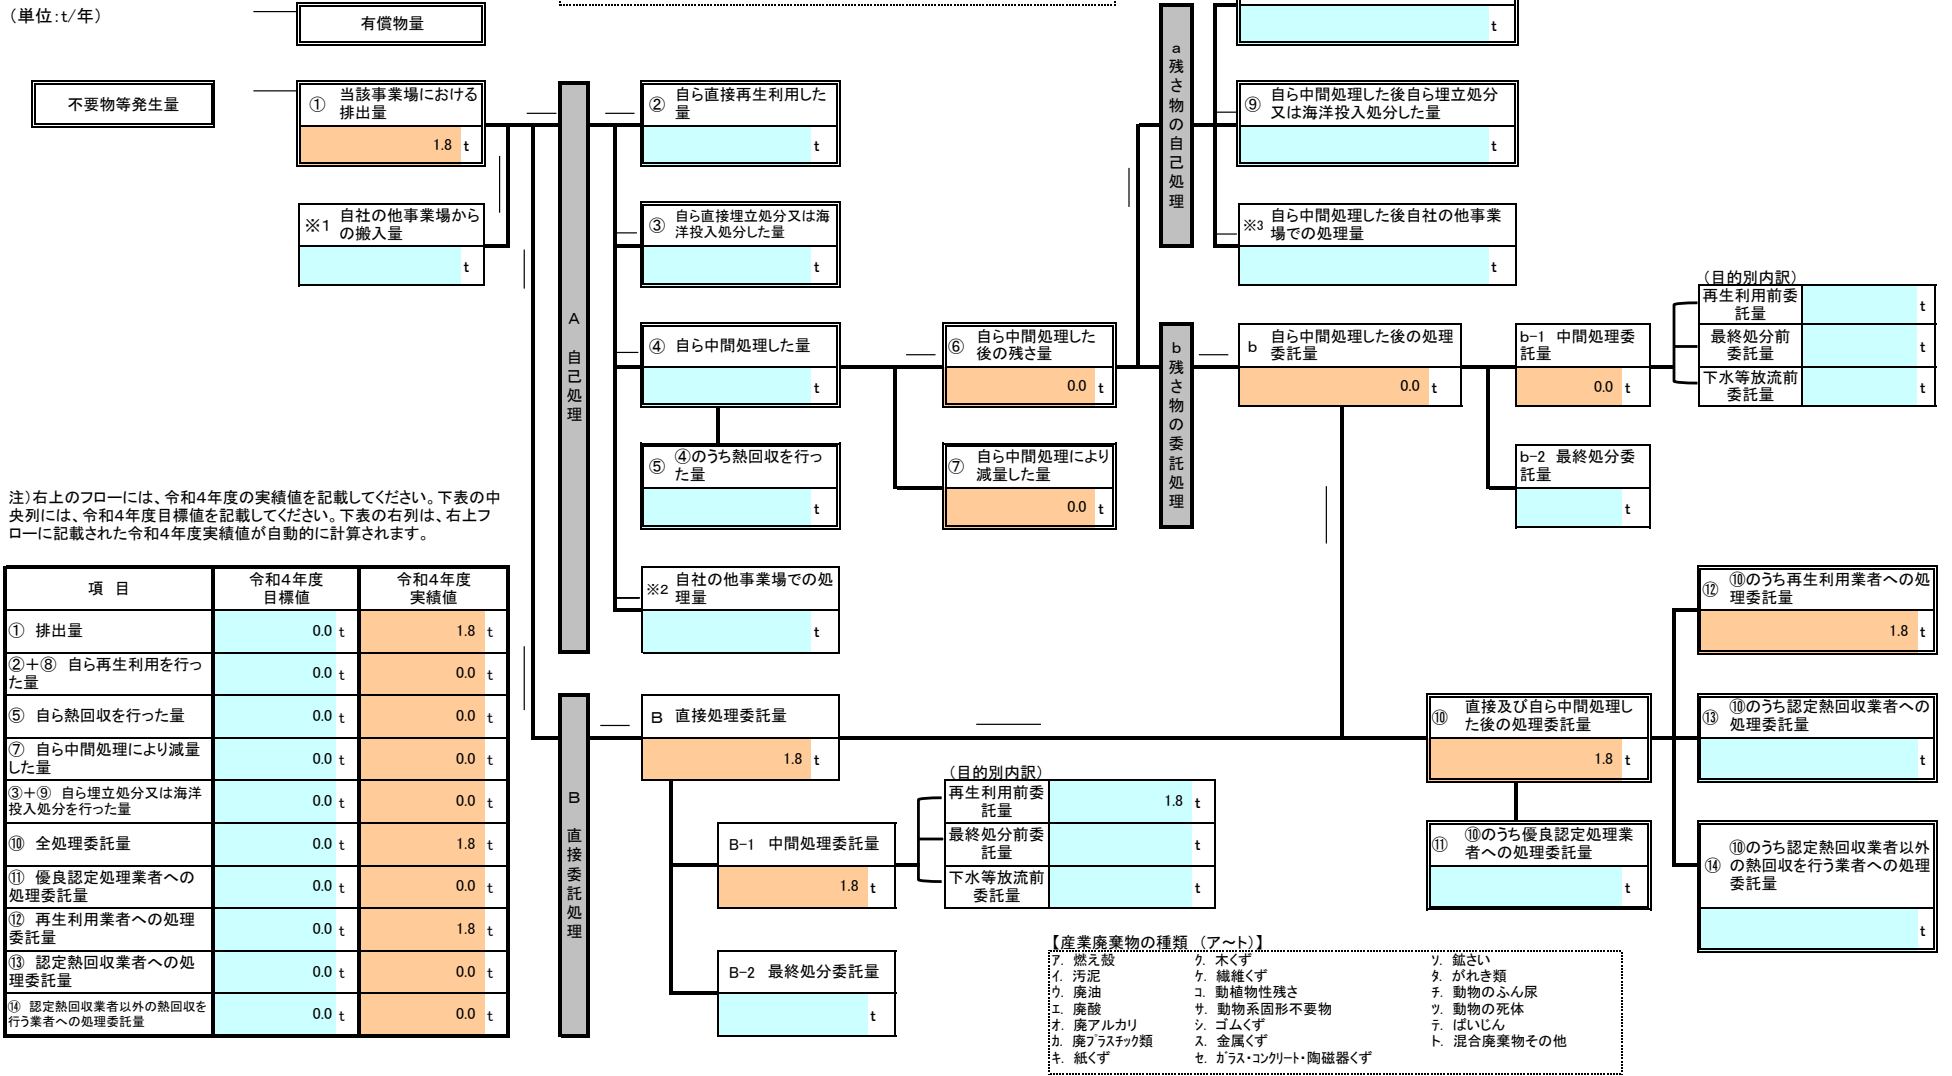 (単位:t/年)
有償物量
t
不要物等発生量
① 当該事業場における
排出量
1.8 t
※1 自社の他事業場から
の搬入量
t
A 自己処理
② 自ら直接再生利用した
量
t
③ 自ら直接埋立処分又は海
洋投入処分した量
t
④ 自ら中間処理した量
t
⑤ ④のうち熱回収を行っ
た量
t
※2 自社の他事業場での処
理量
t
⑥ 自ら中間処理した
後の残さ量
0.0 t
⑦ 自ら中間処理により
減量した量
0.0 t
a残さ物の自己処理
⑨ 自ら中間処理した後自ら埋立処分
又は海洋投入処分した量
t
※3 自ら中間処理した後自社の他事業
場での処理量
t
b残さ物の委託処理
b 自ら中間処理した後の処理
委託量
0.0 t
b-1 中間処理委
託量
0.0 t
b-2 最終処分委
託量
t
(目的別内訳)
再生利用前委
託量
t
最終処分前
委託量
t
下水等放流前
委託量
t
注)右上のフローには、令和4年度の実績値を記載してください。下表の中
央列には、令和4年度目標値を記載してください。下表の右列は、右上フ
ローに記載された令和4年度実績値が自動的に計算されます。
項 目 令和4年度
目標値 令和4年度
実績値
① 排出量 0.0 t 1.8 t
②+⑧ 自ら再生利用を行っ
た量 0.0 t 0.0 t
⑤ 自ら熱回収を行った量 0.0 t 0.0 t
⑦ 自ら中間処理により減量
した量 0.0 t 0.0 t
③+⑨ 自ら埋立処分又は海洋
投入処分を行った量 0.0 t 0.0 t
⑩ 全処理委託量 0.0 t 1.8 t
⑪ 優良認定処理業者への
処理委託量 0.0 t 0.0 t
⑫ 再生利用業者への処理
委託量 0.0 t 1.8 t
⑬ 認定熱回収業者への処
理委託量 0.0 t 0.0 t
⑭ 認定熱回収業者以外の熱回収を
行う業者への処理委託量 0.0 t 0.0 t
B 直接委託処理
B 直接処理委託量
1.8 t
B-1 中間処理委託量
1.8 t
B-2 最終処分委託量
t
(目的別内訳)
再生利用前委
託量
1.8 t
最終処分前委
託量
t
下水等放流前
委託量
t
⑩ 直接及び自ら中間処理し
た後の処理委託量
1.8 t
⑪ ⑩のうち優良認定処理業
者への処理委託量
t
⑫ ⑩のうち再生利用業者への処
理委託量
1.8 t
⑬ ⑩のうち認定熱回収業者への
処理委託量
t
⑭ ⑩のうち認定熱回収業者以外
の熱回収を行う業者への処理
委託量
t
【産業廃棄物の種類 (ア~ト)】
ア. 燃え殻 ク. 木くず ソ. 鉱さい
イ. 汚泥 ケ. 繊維くず タ. がれき類
ウ. 廃油 コ. 動植物性残さ チ. 動物のふん尿
エ. 廃酸 サ. 動物系固形不要物 ツ. 動物の死体
オ. 廃アルカリ シ. ゴムくず テ. ばいじん
カ. 廃プラスチック類 ス. 金属くず ト. 混合廃棄物その他
キ. 紙くず セ. ガラス・コンクリート・陶磁器くず